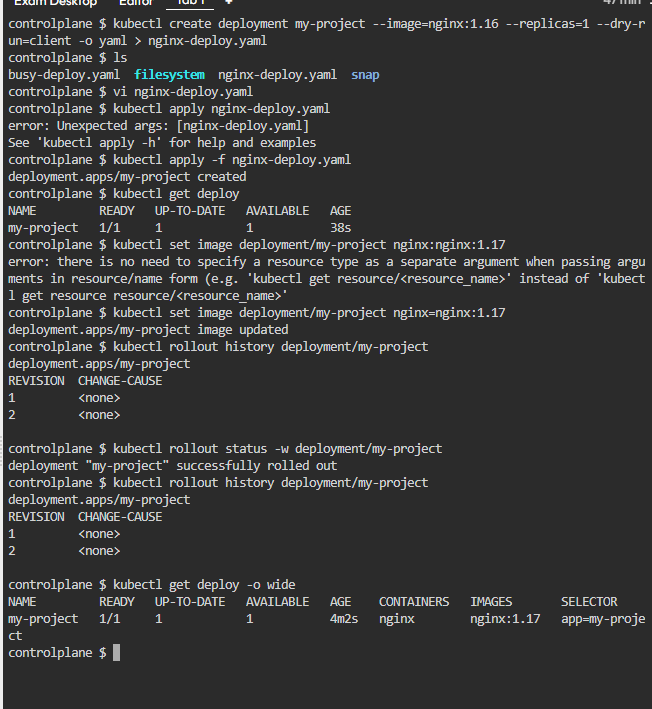 Exam Desktop Editor Tab 1 +
controlplane $ kubectl create deployment my-project --image=nginx:1.16 --replicas=1 --dry-r
un=client -o yaml > nginx-deploy.yaml
controlplane $ ls
busy-deploy.yaml filesystem nginx-deploy.yaml snap
controlplane $ vi nginx-deploy.yaml
controlplane $ kubectl apply nginx-deploy.yaml
error: Unexpected args: [nginx-deploy.yaml]
See 'kubectl apply -h' for help and examples
controlplane $ kubectl apply -f nginx-deploy.yaml
deployment.apps/my-project created
controlplane $ kubectl get deploy
NAME READY UP-TO-DATE AVAILABLE AGE
my-project 1/1 1 1 38s
controlplane $ kubectl set image deployment/my-project nginx:nginx:1.17
error: there is no need to specify a resource type as a separate argument when passing argu
ments in resource/name form (e.g. 'kubectl get resource/<resource_name>' instead of 'kubect
l get resource resource/<resource_name>'
controlplane $ kubectl set image deployment/my-project nginx=nginx:1.17
deployment.apps/my-project image updated
controlplane $ kubectl rollout history deployment/my-project
deployment.apps/my-project
REVISION CHANGE-CAUSE
1 <none>
2 <none>
controlplane $ kubectl rollout status -w deployment/my-project
deployment "my-project" successfully rolled out
controlplane $ kubectl rollout history deployment/my-project
deployment.apps/my-project
REVISION CHANGE-CAUSE
1 <none>
2 <none>
controlplane $ kubectl get deploy -o wide
NAME READY UP-TO-DATE AVAILABLE AGE CONTAINERS IMAGES SELECTOR
my-project 1/1 1 1 4m2s nginx nginx:1.17 app=my-proje
ct
controlplane $